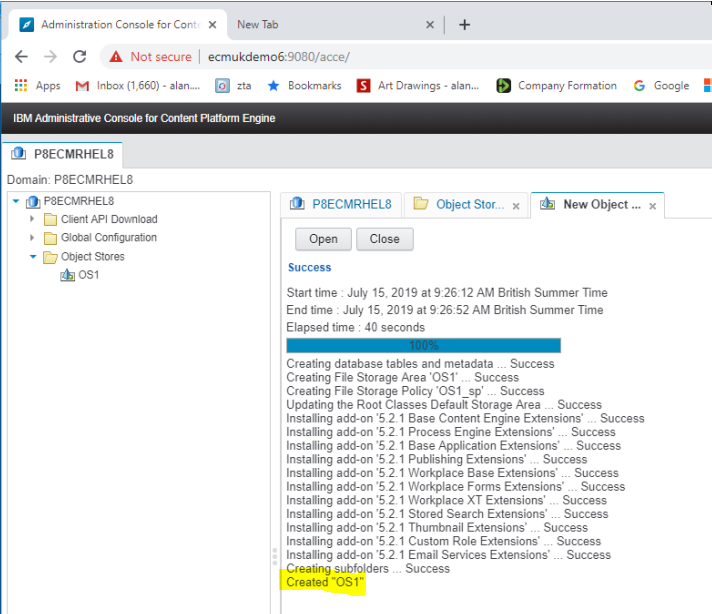 Administration Console for Conte
New Tab
Not secure ecmukdemo6:9080/acce/
Apps Inbox (1,660) - alan.... zta Bookmarks Art Drawings - alan... Company Formation Google
IBM Administrative Console for Content Platform Engine
P8ECMRHEL8
Domain: P8ECMRHEL8
P8ECMRHEL8
Client API Download
Global Configuration
Object Stores
OS1
P8ECMRHEL8 Object Stor... New Object ...
Open Close
Success
Start time : July 15, 2019 at 9:26:12 AM British Summer Time
End time : July 15, 2019 at 9:26:52 AM British Summer Time
Elapsed time : 40 seconds
100%
Creating database tables and metadata ... Success
Creating File Storage Area 'OS1' ... Success
Creating File Storage Policy 'OS1_sp' ... Success
Updating the Root Classes Default Storage Area ... Success
Installing add-on '5.2.1 Base Content Engine Extensions' ... Success
Installing add-on '5.2.1 Process Engine Extensions' ... Success
Installing add-on '5.2.1 Base Application Extensions' ... Success
Installing add-on '5.2.1 Publishing Extensions' ... Success
Installing add-on '5.2.1 Workplace Base Extensions' ... Success
Installing add-on '5.2.1 Workplace Forms Extensions' ... Success
Installing add-on '5.2.1 Workplace XT Extensions' ... Success
Installing add-on '5.2.1 Stored Search Extensions' ... Success
Installing add-on '5.2.1 Thumbnail Extensions' ... Success
Installing add-on '5.2.1 Custom Role Extensions' ... Success
Installing add-on '5.2.1 Email Services Extensions' ... Success
Creating subfolders ... Success
Created "OS1"